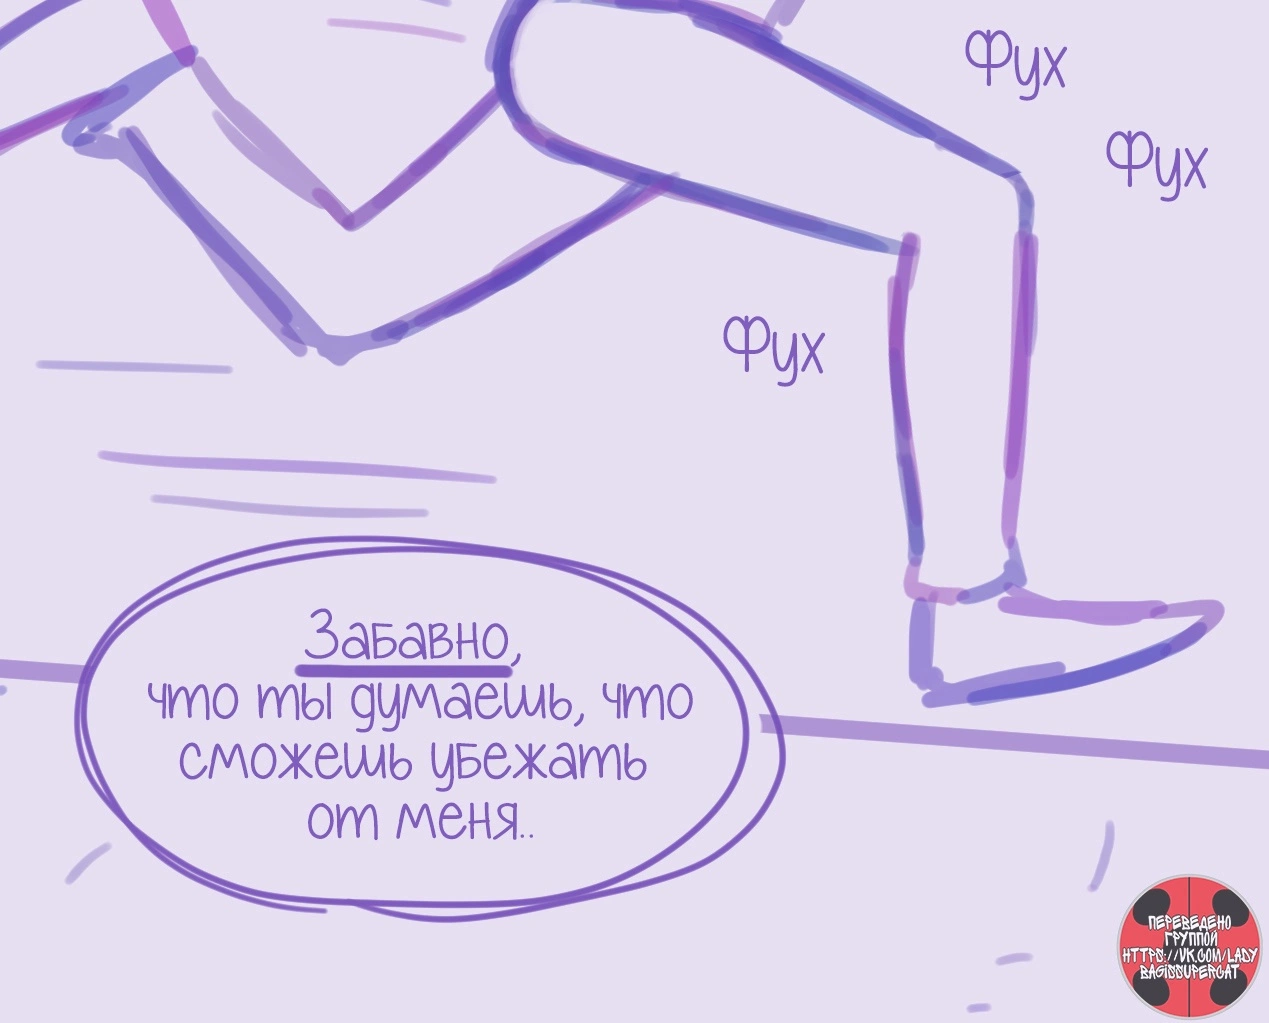 Фух
Фух
Фух
Забавно,
что ты думаешь, что
сможешь убежать
от меня..
ПЕРЕВЕДЕНО
ГРУППОЙ
HTTPS://VK.COM/LADY
BAGISSUPERCAT